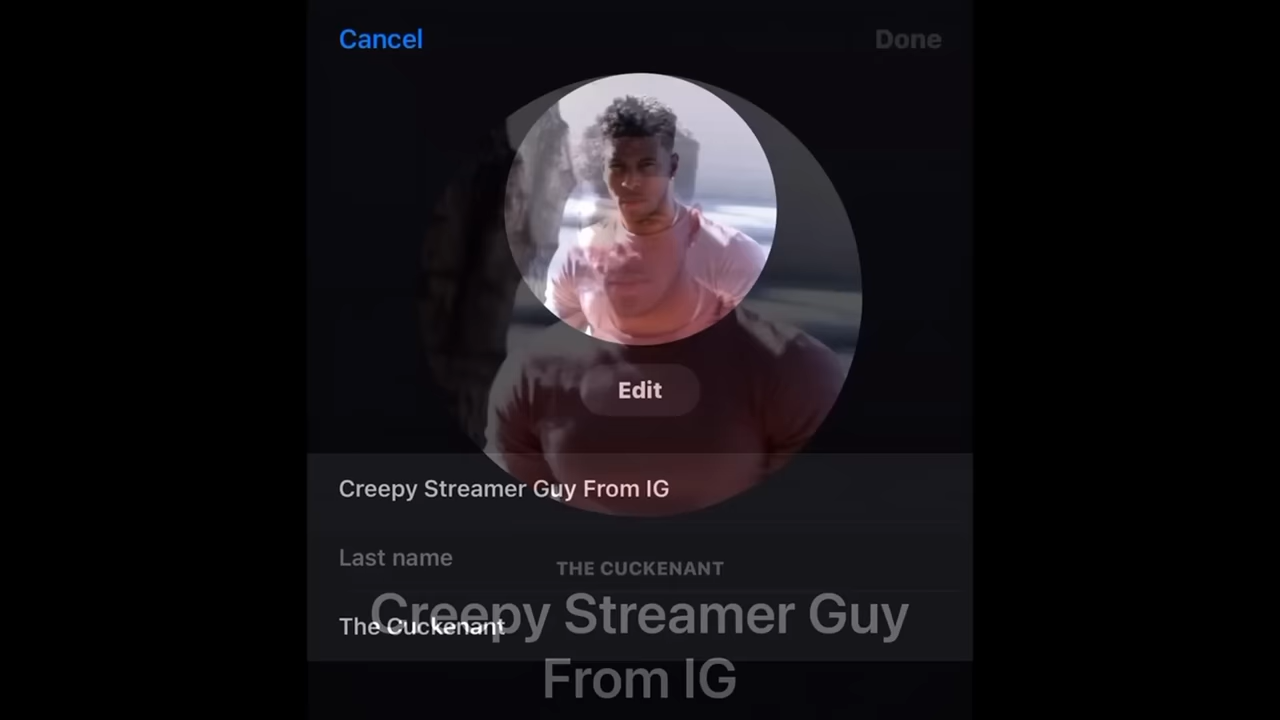 Cancel
Done
Edit
Creepy Streamer Guy From IG
Last name
THE CUCKENANT
The Cuckenant
Creepy Streamer Guy
From IG